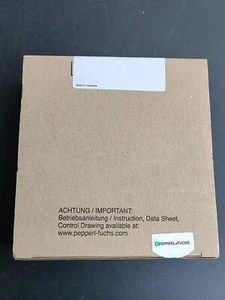 ACHTUNG / IMPORTANT:
Betriebsanleitung / Instruction, Data Sheet,
Control Drawing available at:
www.pepperl-fuchs.com
PEPPERL+FUCHS